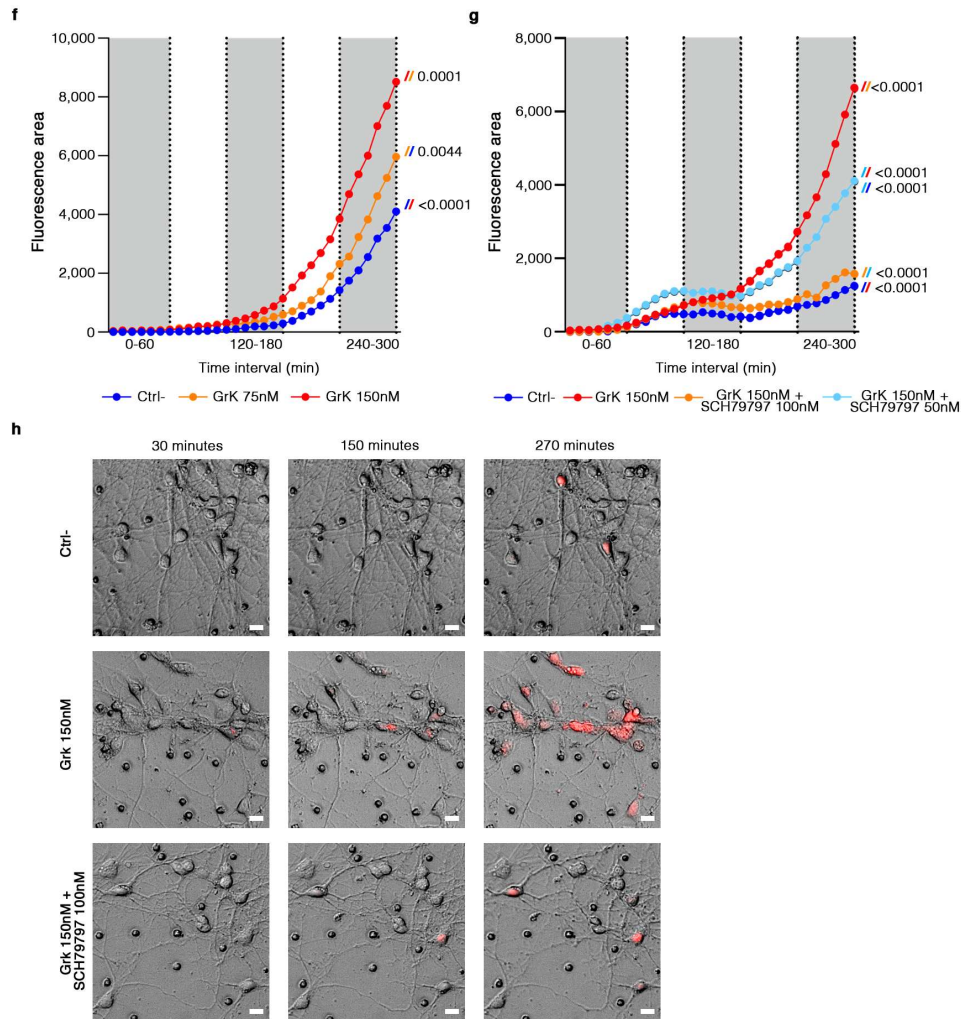 f
10,000
8,000
6,000
4,000
2,000
0
Fluorescence area
// 0.0001
// 0.0044
// <0.0001
0-60 120-180 240-300
Time interval (min)
Ctrl- GrK 75nM GrK 150nM
g
8,000
6,000
4,000
2,000
0
Fluorescence area
//<0.0001
// <0.0001
// <0.0001
// <0.0001
// <0.0001
0-60 120-180 240-300
Time interval (min)
Ctrl- GrK 150nM GrK 150nM + SCH79797 100nM GrK 150nM + SCH79797 50nM
h
30 minutes 150 minutes 270 minutes
Ctrl-
Grk 150nM
Grk 150nM +
SCH79797 100nM